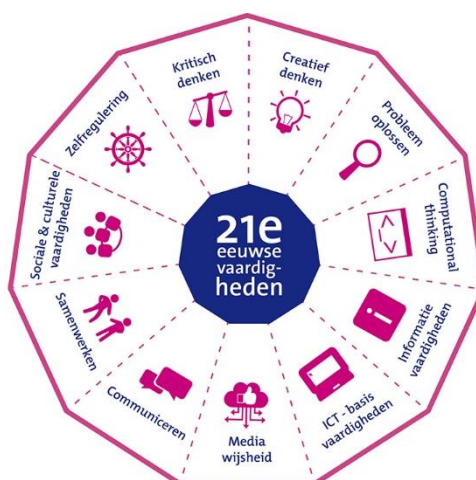 21e
eeuwse
vaardig-
heden
Kritisch
denken
Creatief
denken
Probleem
oplossen
Computational
thinking
Informatie
vaardigheden
ICT - basis
vaardigheden
Media
wijsheid
Communiceren
Samenwerken
Sociale & culturele
vaardigheden
Zelfregulering